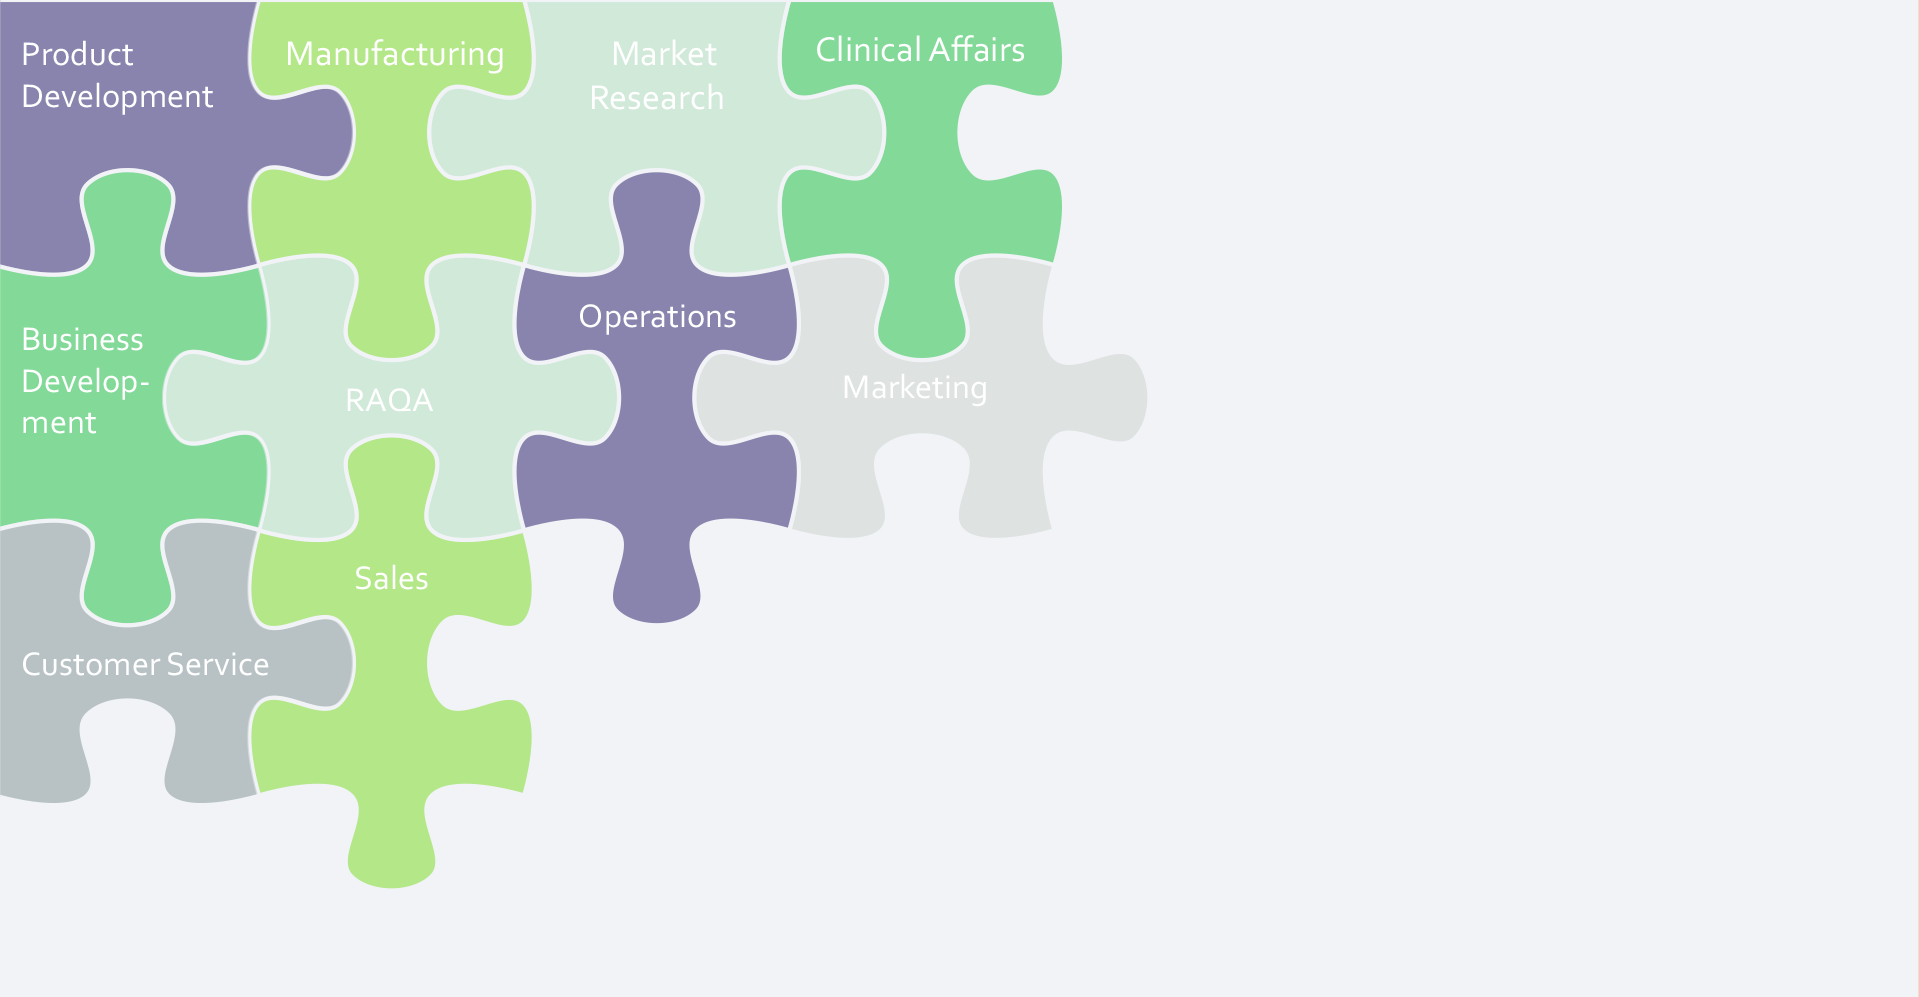 Product
Development
Manufacturing
Market
Research
Clinical Affairs
Business
Develop-
ment
RAQA
Operations
Marketing
Customer Service
Sales